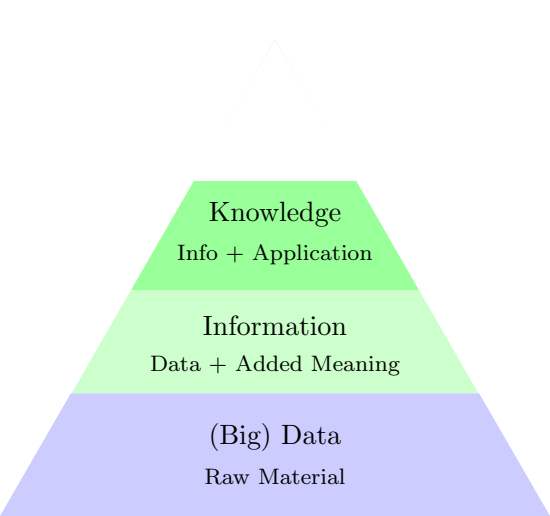 Knowledge
Info + Application
Information
Data + Added Meaning
(Big) Data
Raw Material